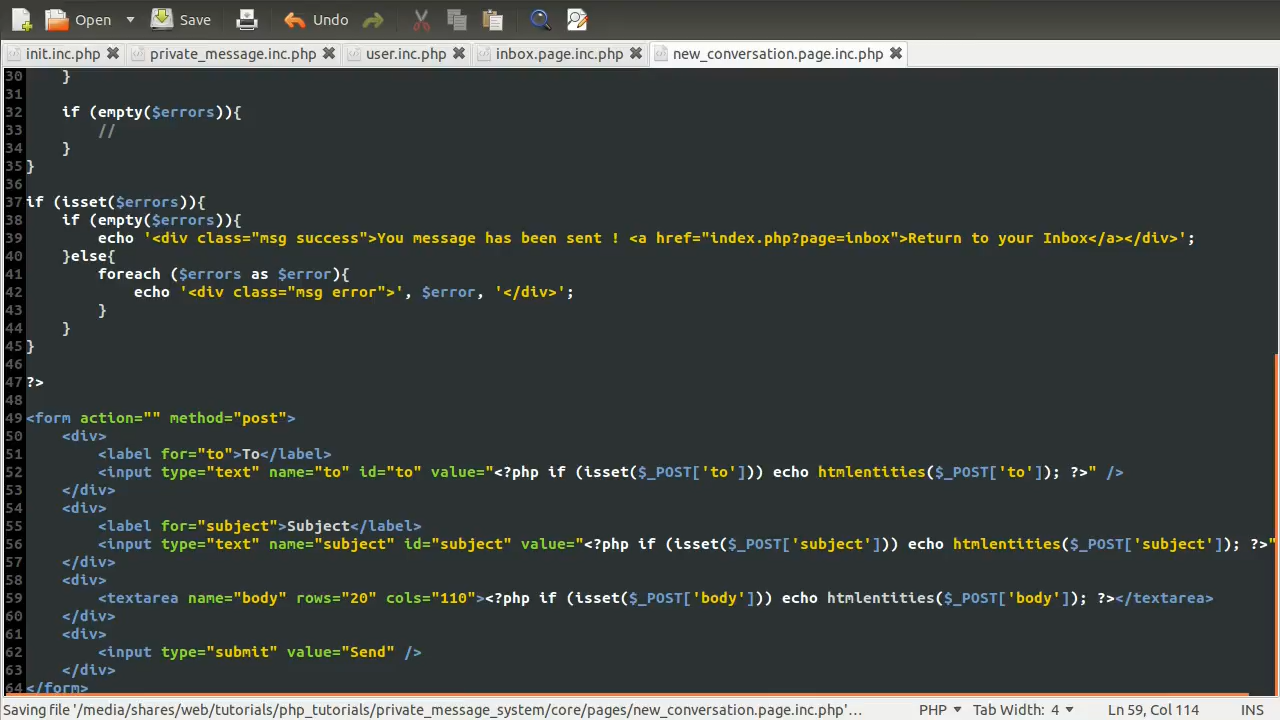 Open Save Undo
init.inc.php private_message.inc.php user.inc.php inbox.page.inc.php new_conversation.page.inc.php
30     }
31
32     if (empty($errors)){
33         //
34     }
35 }
36
37 if (isset($errors)){
38     if (empty($errors)){
39         echo '<div class="msg success">You message has been sent ! <a href="index.php?page=inbox">Return to your Inbox</a></div>';
40     }else{
41         foreach ($errors as $error){
42             echo '<div class="msg error">', $error, '</div>';
43         }
44     }
45 }
46
47 ?>
48
49 <form action="" method="post">
50     <div>
51         <label for="to">To</label>
52         <input type="text" name="to" id="to" value="<?php if (isset($_POST['to'])) echo htmlentities($_POST['to']); ?>" />
53     </div>
54     <div>
55         <label for="subject">Subject</label>
56         <input type="text" name="subject" id="subject" value="<?php if (isset($_POST['subject'])) echo htmlentities($_POST['subject']); ?>"
57     </div>
58     <div>
59         <textarea name="body" rows="20" cols="110"><?php if (isset($_POST['body'])) echo htmlentities($_POST['body']); ?></textarea>
60     </div>
61     <div>
62         <input type="submit" value="Send" />
63     </div>
64 </form>
Saving file '/media/shares/web/tutorials/php_tutorials/private_message_system/core/pages/new_conversation.page.inc.php'... PHP Tab Width: 4 Ln 59, Col 114 INS